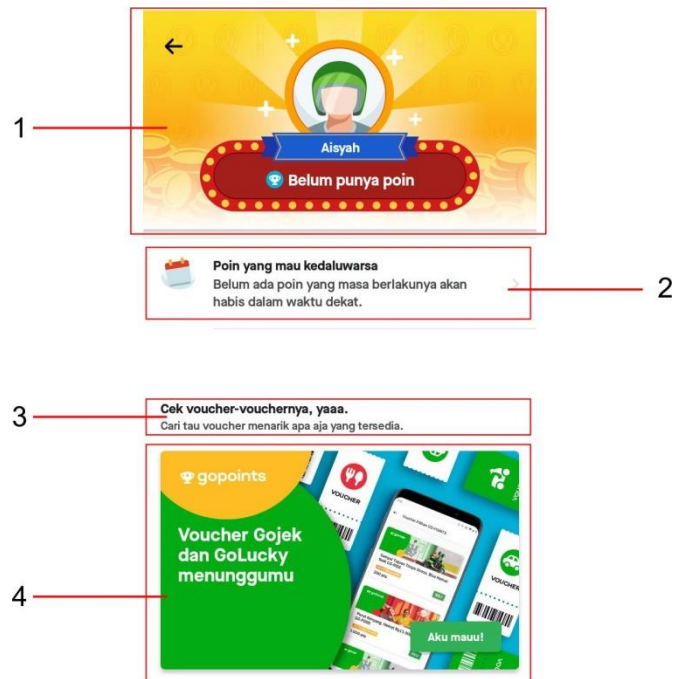 1
Aisyah
Belum punya poin
Poin yang mau kedaluwarsa
Belum ada poin yang masa berlakunya akan
habis dalam waktu dekat.
2
3
Cek voucher-vouchernya, yaaa.
Cari tau voucher menarik apa aja yang tersedia.
4
gopoints
Voucher Gojek
dan GoLucky
menunggumu
VOUCHER
VOUCHER
Aku mauu!